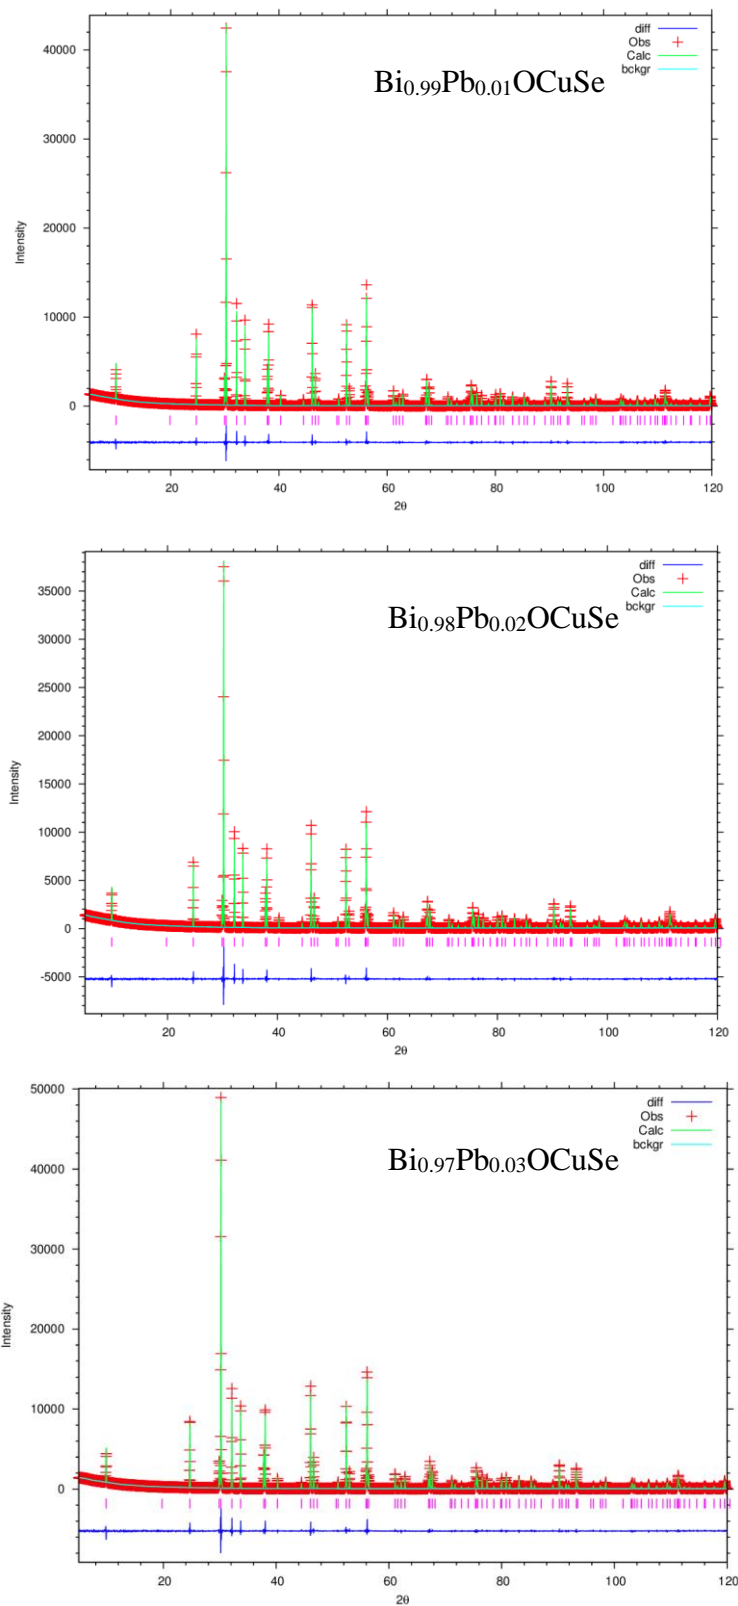 diff
Obs
Calc
bckgr
Bi0.99Pb0.01OCuSe
40000
30000
20000
10000
0
Intensity
20 40 60 80 100 120
2θ
diff
Obs
Calc
bckgr
Bi0.98Pb0.02OCuSe
35000
30000
25000
20000
15000
10000
5000
0
-5000
Intensity
20 40 60 80 100 120
2θ
50000
diff
Obs
Calc
bckgr
Bi0.97Pb0.03OCuSe
40000
30000
20000
10000
0
Intensity
20 40 60 80 100 120
2θ